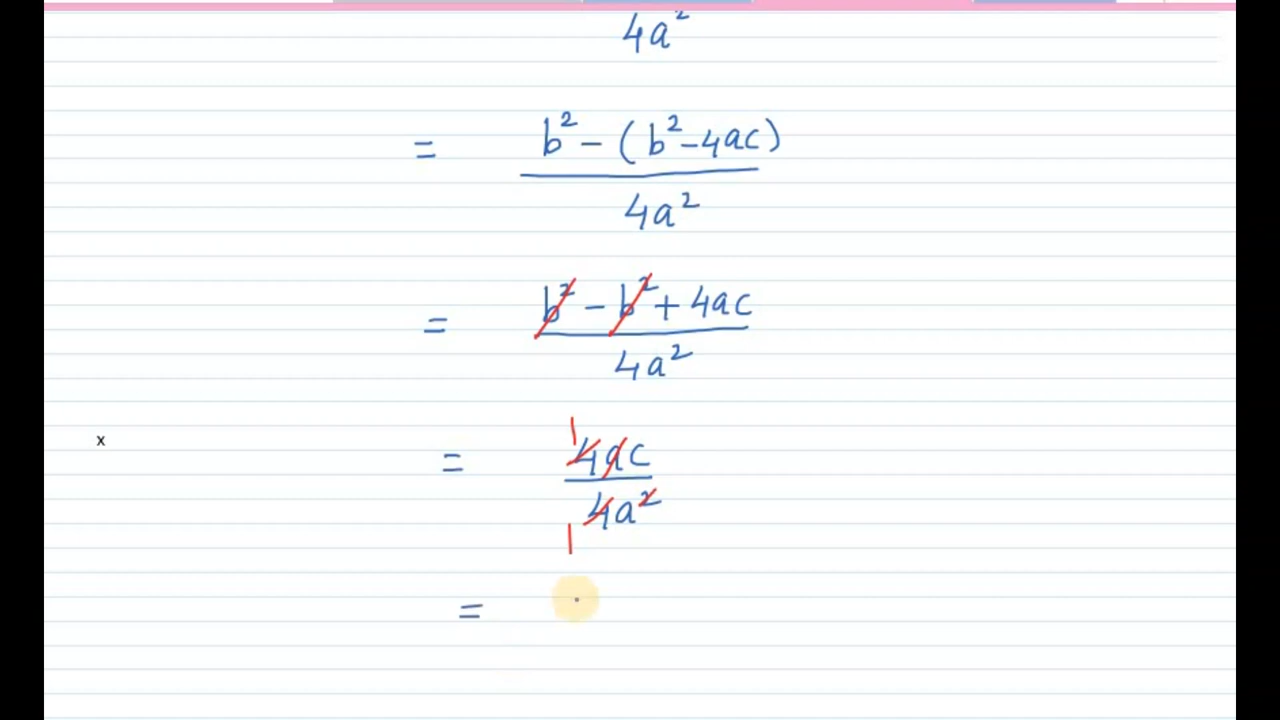 4a²
= b² - (b² - 4ac)
4a²
= b² - b² + 4ac
4a²
1
x
= 4ac
4a²
1
=